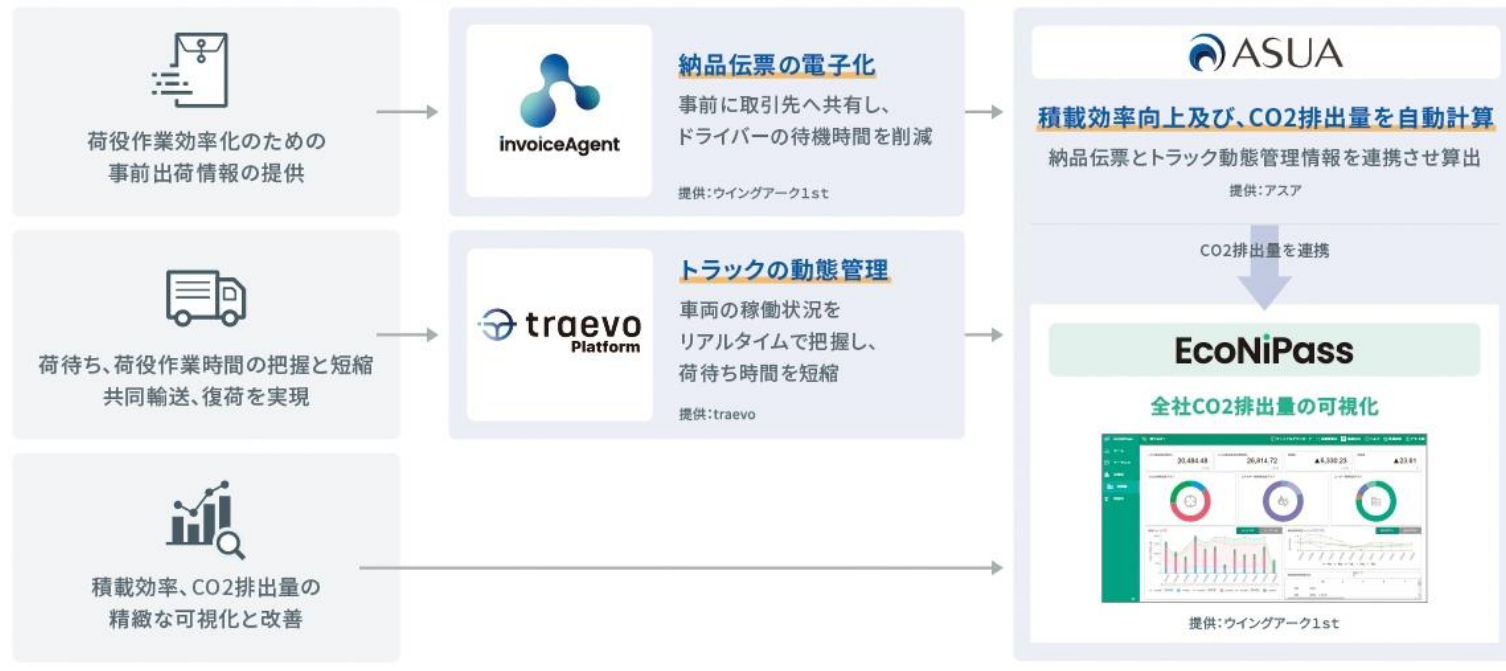 荷役作業効率化のための
事前出荷情報の提供
invoiceAgent
納品伝票の電子化
事前に取引先へ共有し、
ドライバーの待機時間を削減
提供:ウイングアーク1st
荷待ち、荷役作業時間の把握と短縮
共同輸送、復荷を実現
traevo
Platform
トラックの動態管理
車両の稼働状況を
リアルタイムで把握し、
荷待ち時間を短縮
提供:traevo
積載効率、CO2排出量の
精緻な可視化と改善
ASUA
積載効率向上及び、CO2排出量を自動計算
納品伝票とトラック動態管理情報を連携させ算出
提供:アスア
CO2排出量を連携
EcoNiPass
全社CO2排出量の可視化
20,484.48
26,814.72
▲6,330.23
▲23.61
提供:ウイングアーク1st